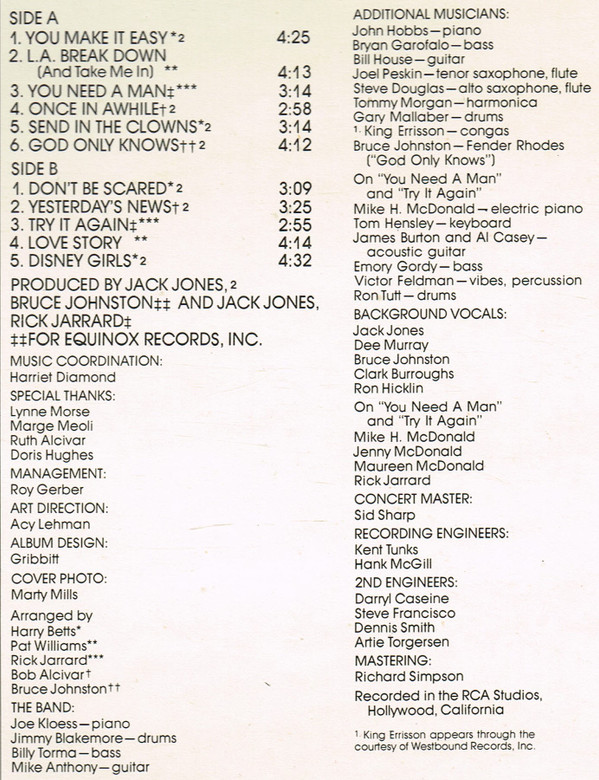 SIDE A
1. YOU MAKE IT EASY*2 4:25
2. L.A. BREAK DOWN
(And Take Me In) ** 4:13
3. YOU NEED A MAN‡*** 3:14
4. ONCE IN AWHILE†2 2:58
5. SEND IN THE CLOWNS*2 3:14
6. GOD ONLY KNOWS††2 4:12
SIDE B
1. DON'T BE SCARED*2 3:09
2. YESTERDAY'S NEWS†2 3:25
3. TRY IT AGAIN‡*** 2:55
4. LOVE STORY ** 4:14
5. DISNEY GIRLS*2 4:32
PRODUCED BY JACK JONES, 2
BRUCE JOHNSTON‡‡ AND JACK JONES,
RICK JARRARD‡
‡‡FOR EQUINOX RECORDS, INC.
MUSIC COORDINATION:
Harriet Diamond
SPECIAL THANKS:
Lynne Morse
Marge Meoli
Ruth Alcivar
Doris Hughes
MANAGEMENT:
Roy Gerber
ART DIRECTION:
Acy Lehman
ALBUM DESIGN:
Gribbitt
COVER PHOTO:
Marty Mills
Arranged by
Harry Betts*
Pat Williams**
Rick Jarrard***
Bob Alcivar†
Bruce Johnston††
THE BAND:
Joe Kloess—piano
Jimmy Blakemore—drums
Billy Torma—bass
Mike Anthony—guitar
ADDITIONAL MUSICIANS:
John Hobbs—piano
Bryan Garofalo—bass
Bill House—guitar
Joel Peskin—tenor saxophone, flute
Steve Douglas—alto saxophone, flute
Tommy Morgan—harmonica
Gary Mallaber—drums
1. King Errisson—congas
Bruce Johnston—Fender Rhodes
("God Only Knows")
On "You Need A Man"
and "Try It Again"
Mike H. McDonald—electric piano
Tom Hensley—keyboard
James Burton and Al Casey—
acoustic guitar
Emory Gordy—bass
Victor Feldman—vibes, percussion
Ron Tutt—drums
BACKGROUND VOCALS:
Jack Jones
Dee Murray
Bruce Johnston
Clark Burroughs
Ron Hicklin
On "You Need A Man"
and "Try It Again"
Mike H. McDonald
Jenny McDonald
Maureen McDonald
Rick Jarrard
CONCERT MASTER:
Sid Sharp
RECORDING ENGINEERS:
Kent Tunks
Hank McGill
2ND ENGINEERS:
Darryl Caseine
Steve Francisco
Dennis Smith
Artie Torgersen
MASTERING:
Richard Simpson
Recorded in the RCA Studios,
Hollywood, California
1. King Errisson appears through the
courtesy of Westbound Records, Inc.